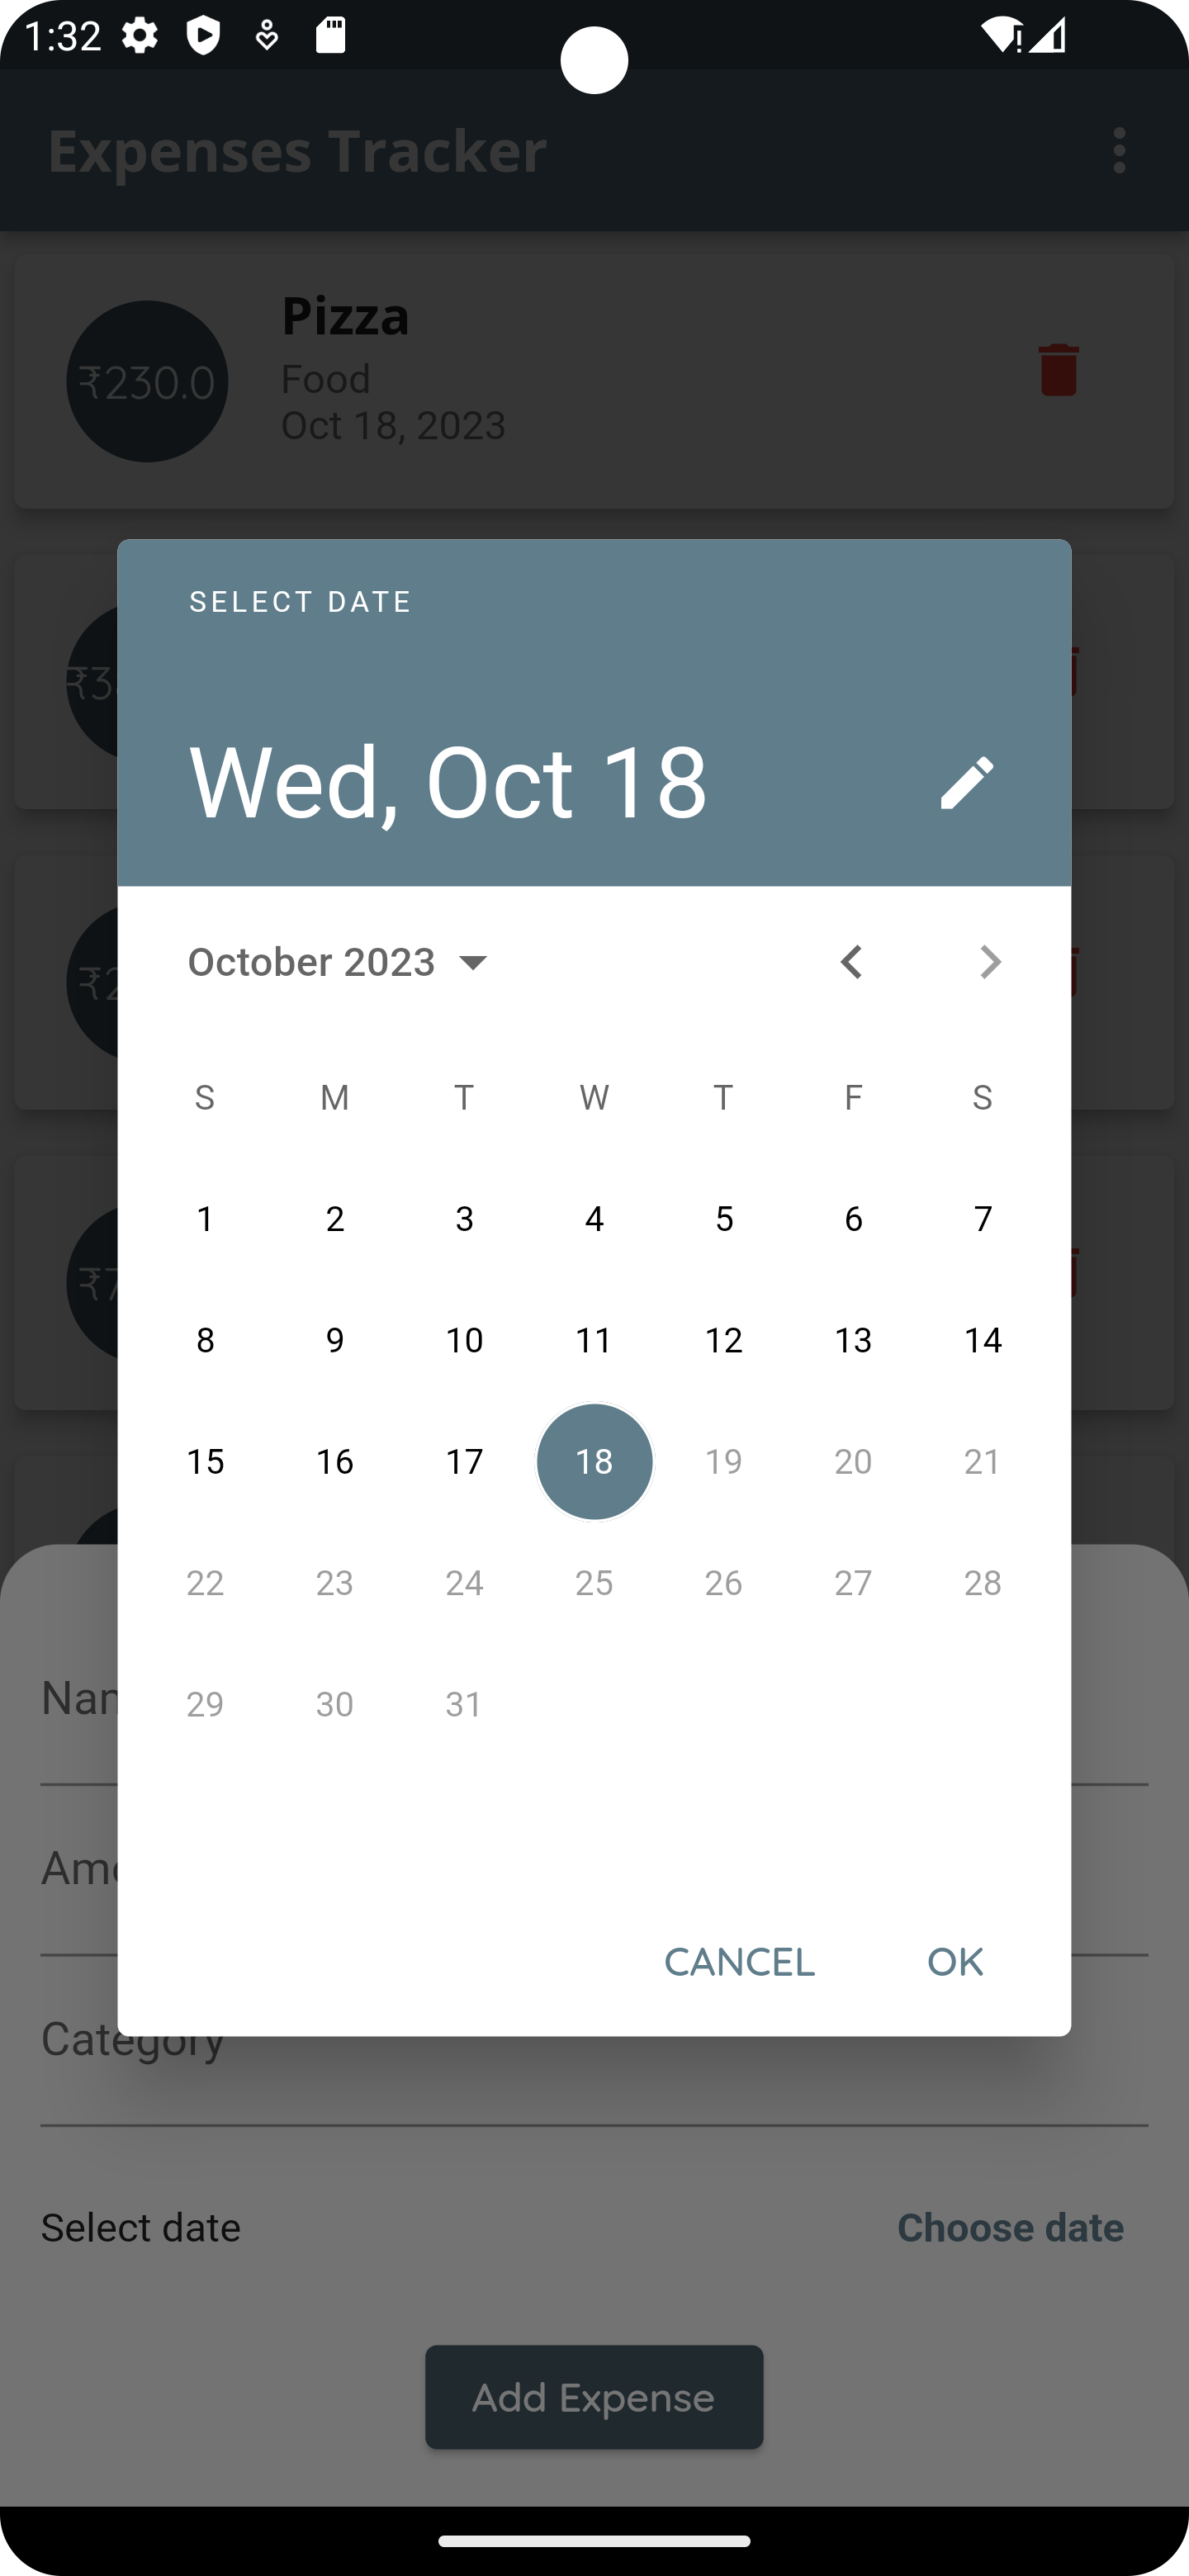 1:32
Expenses Tracker
Pizza
₹230.0
Food
Oct 18, 2023
SELECT DATE
Wed, Oct 18
October 2023
S M T W T F S
1 2 3 4 5 6 7
8 9 10 11 12 13 14
15 16 17 18 19 20 21
22 23 24 25 26 27 28
29 30 31
CANCEL OK
Category
Select date Choose date
Add Expense